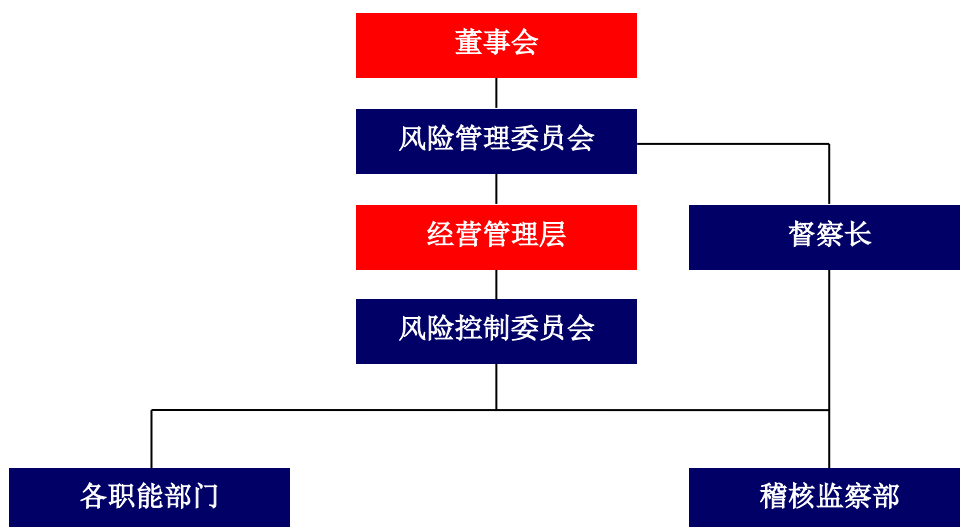 董事会
风险管理委员会
经营管理层
督察长
风险控制委员会
各职能部门
稽核监察部